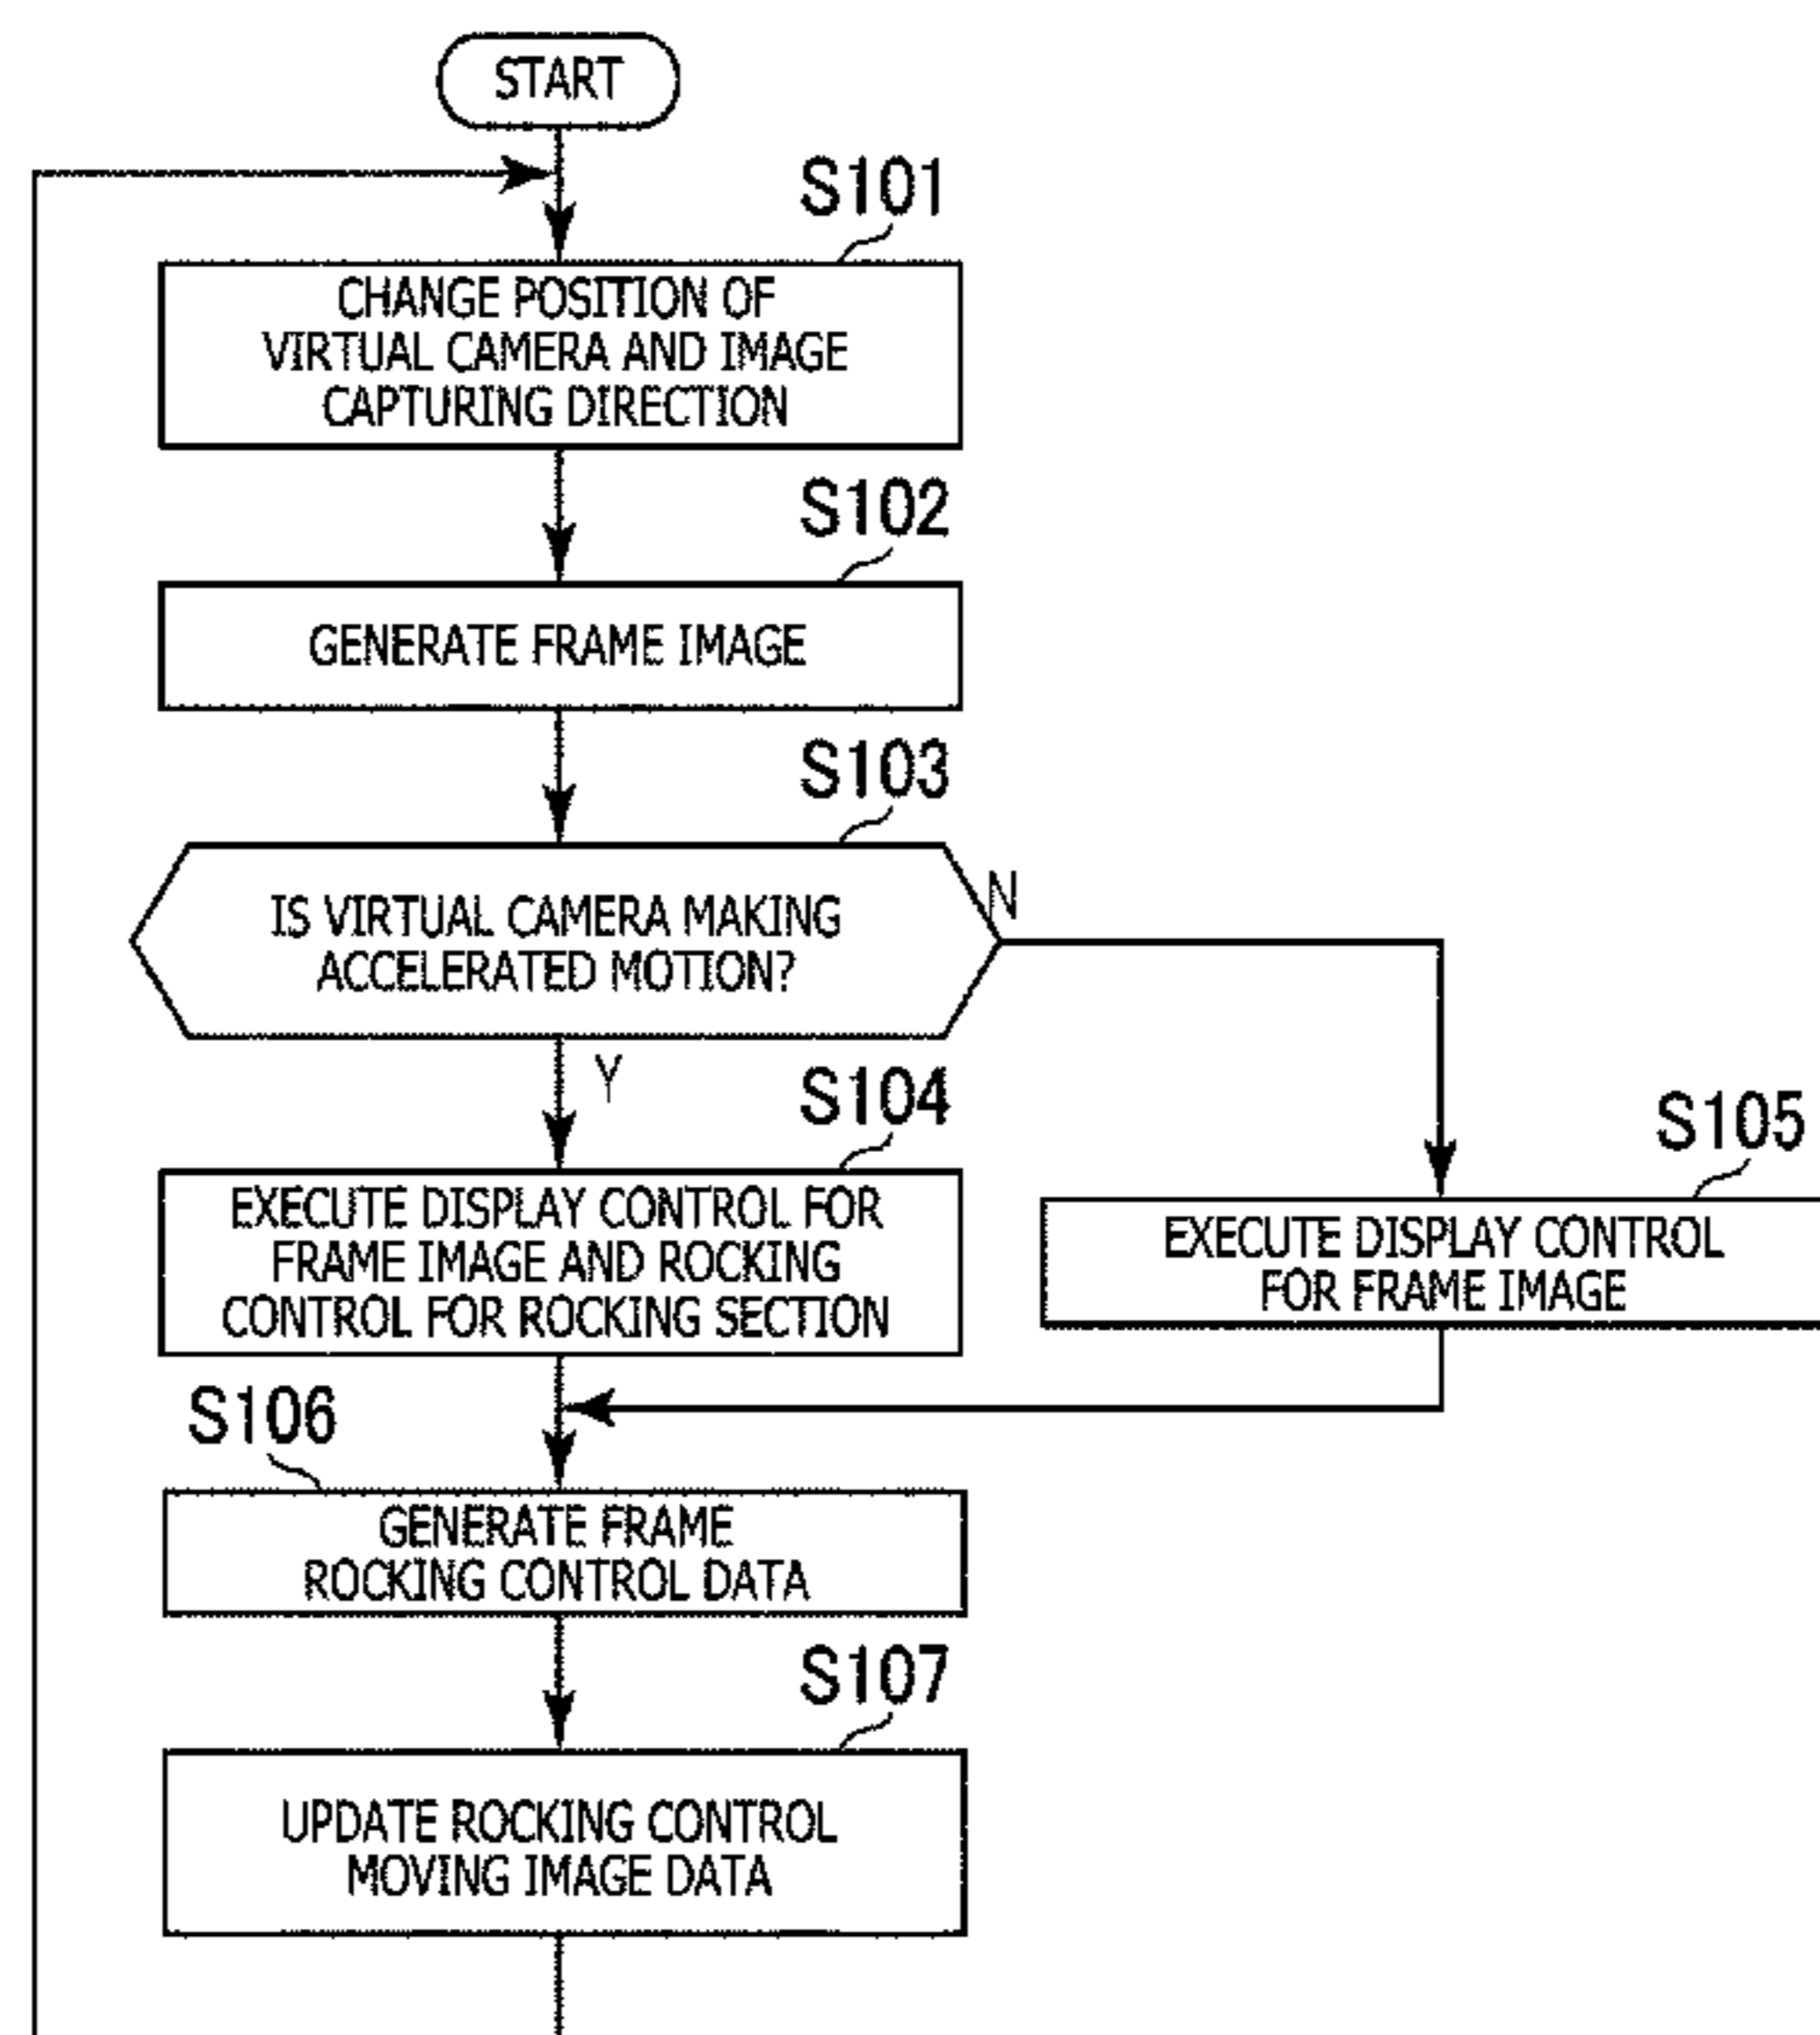 START
S101
CHANGE POSITION OF
VIRTUAL CAMERA AND IMAGE
CAPTURING DIRECTION
S102
GENERATE FRAME IMAGE
S103
IS VIRTUAL CAMERA MAKING
ACCELERATED MOTION?
N
Y
S104
EXECUTE DISPLAY CONTROL FOR
FRAME IMAGE AND ROCKING
CONTROL FOR ROCKING SECTION
S105
EXECUTE DISPLAY CONTROL
FOR FRAME IMAGE
S106
GENERATE FRAME
ROCKING CONTROL DATA
S107
UPDATE ROCKING CONTROL
MOVING IMAGE DATA